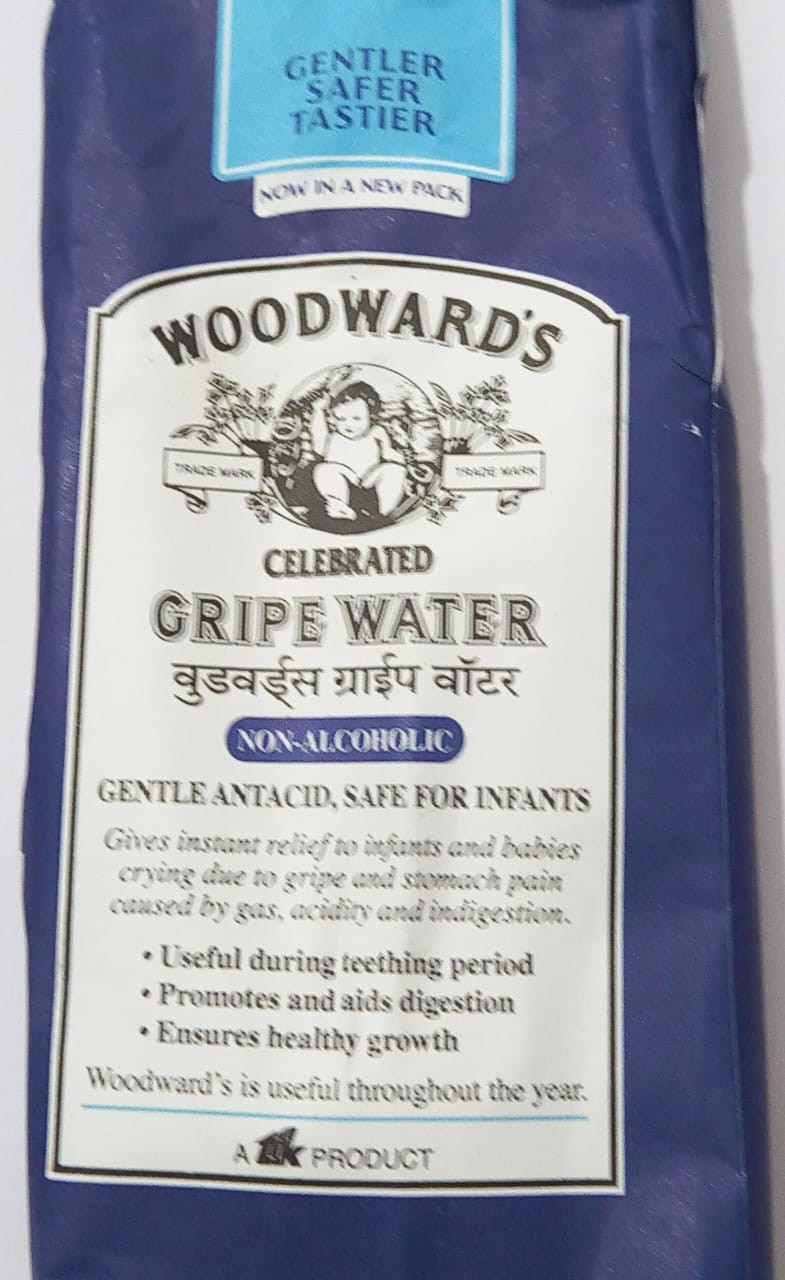 GENTLER
SAFER
TASTIER
NOW IN A NEW PACK
WOODWARD'S
TRADE MARK
TRADE MARK
CELEBRATED
GRIPE WATER
वुडवर्ड्स ग्राईप वॉटर
NON-ALCOHOLIC
GENTLE ANTACID, SAFE FOR INFANTS
Gives instant relief to infants and babies
crying due to gripe and stomach pain
caused by gas, acidity and indigestion.
• Useful during teething period
• Promotes and aids digestion
• Ensures healthy growth
Woodward's is useful throughout the year.
A PRODUCT